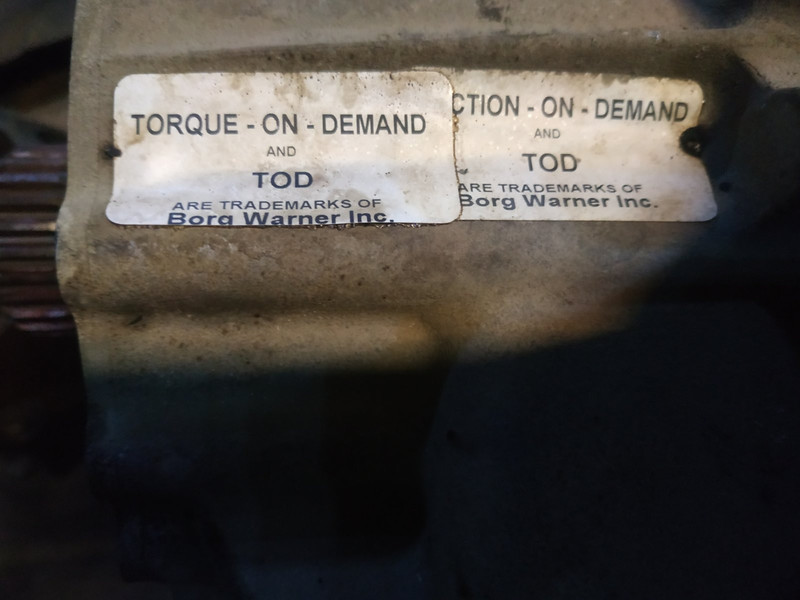 TORQUE - ON - DEMAND
AND
TOD
ARE TRADEMARKS OF
Borg Warner Inc.
CTION - ON - DEMAND
AND
TOD
ARE TRADEMARKS OF
Borg Warner Inc.